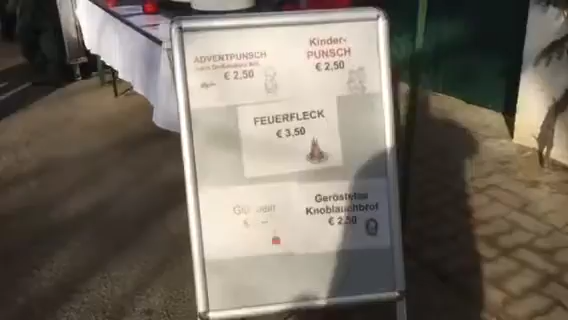 ADVENTPUNSCH
€ 2,50
Kinder-
PUNSCH
€ 2,50
FEUERFLECK
€ 3,50
Geröstetes
Knoblauchbrot
€ 2,50